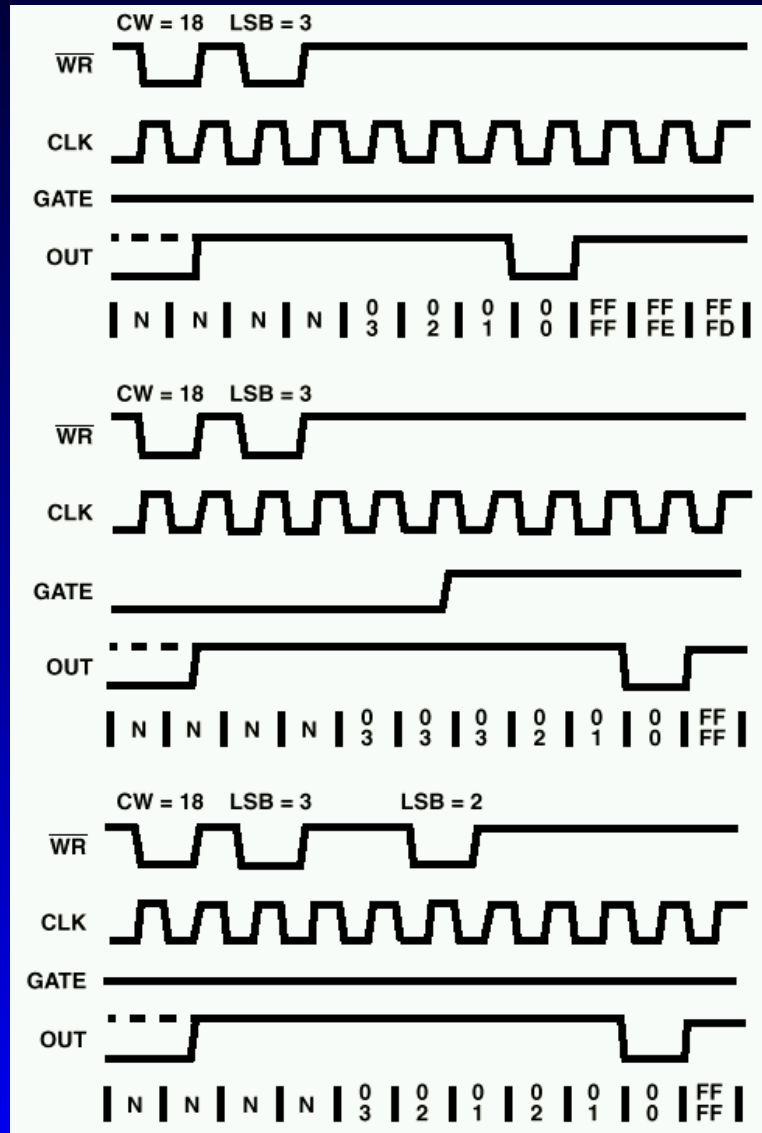 CW = 18 LSB = 3
WR
CLK
GATE
OUT
N N N N 0 0 0 0 FF FF FF
3 2 1 0 FF FE FD
CW = 18 LSB = 3
WR
CLK
GATE
OUT
N N N N 0 0 0 0 0 0 FF
3 3 3 2 1 0 FF
CW = 18 LSB = 3 LSB = 2
WR
CLK
GATE
OUT
N N N N 0 0 0 0 0 0 FF
3 2 1 2 1 0 FF